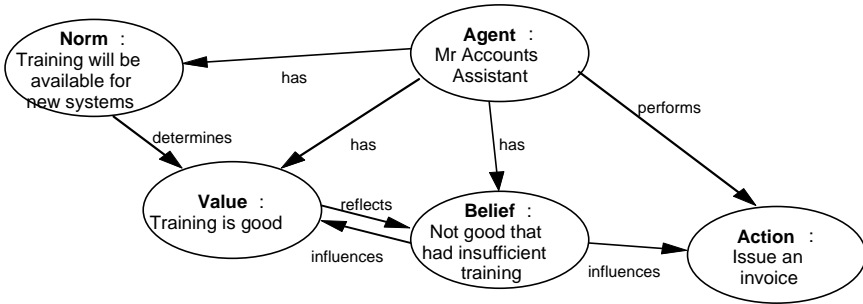 Norm :
Training will be
available for
new systems
Agent :
Mr Accounts
Assistant
has
performs
determines
has
has
Value :
Training is good
reflects
influences
Belief :
Not good that
had insufficient
training
influences
Action :
Issue an
invoice